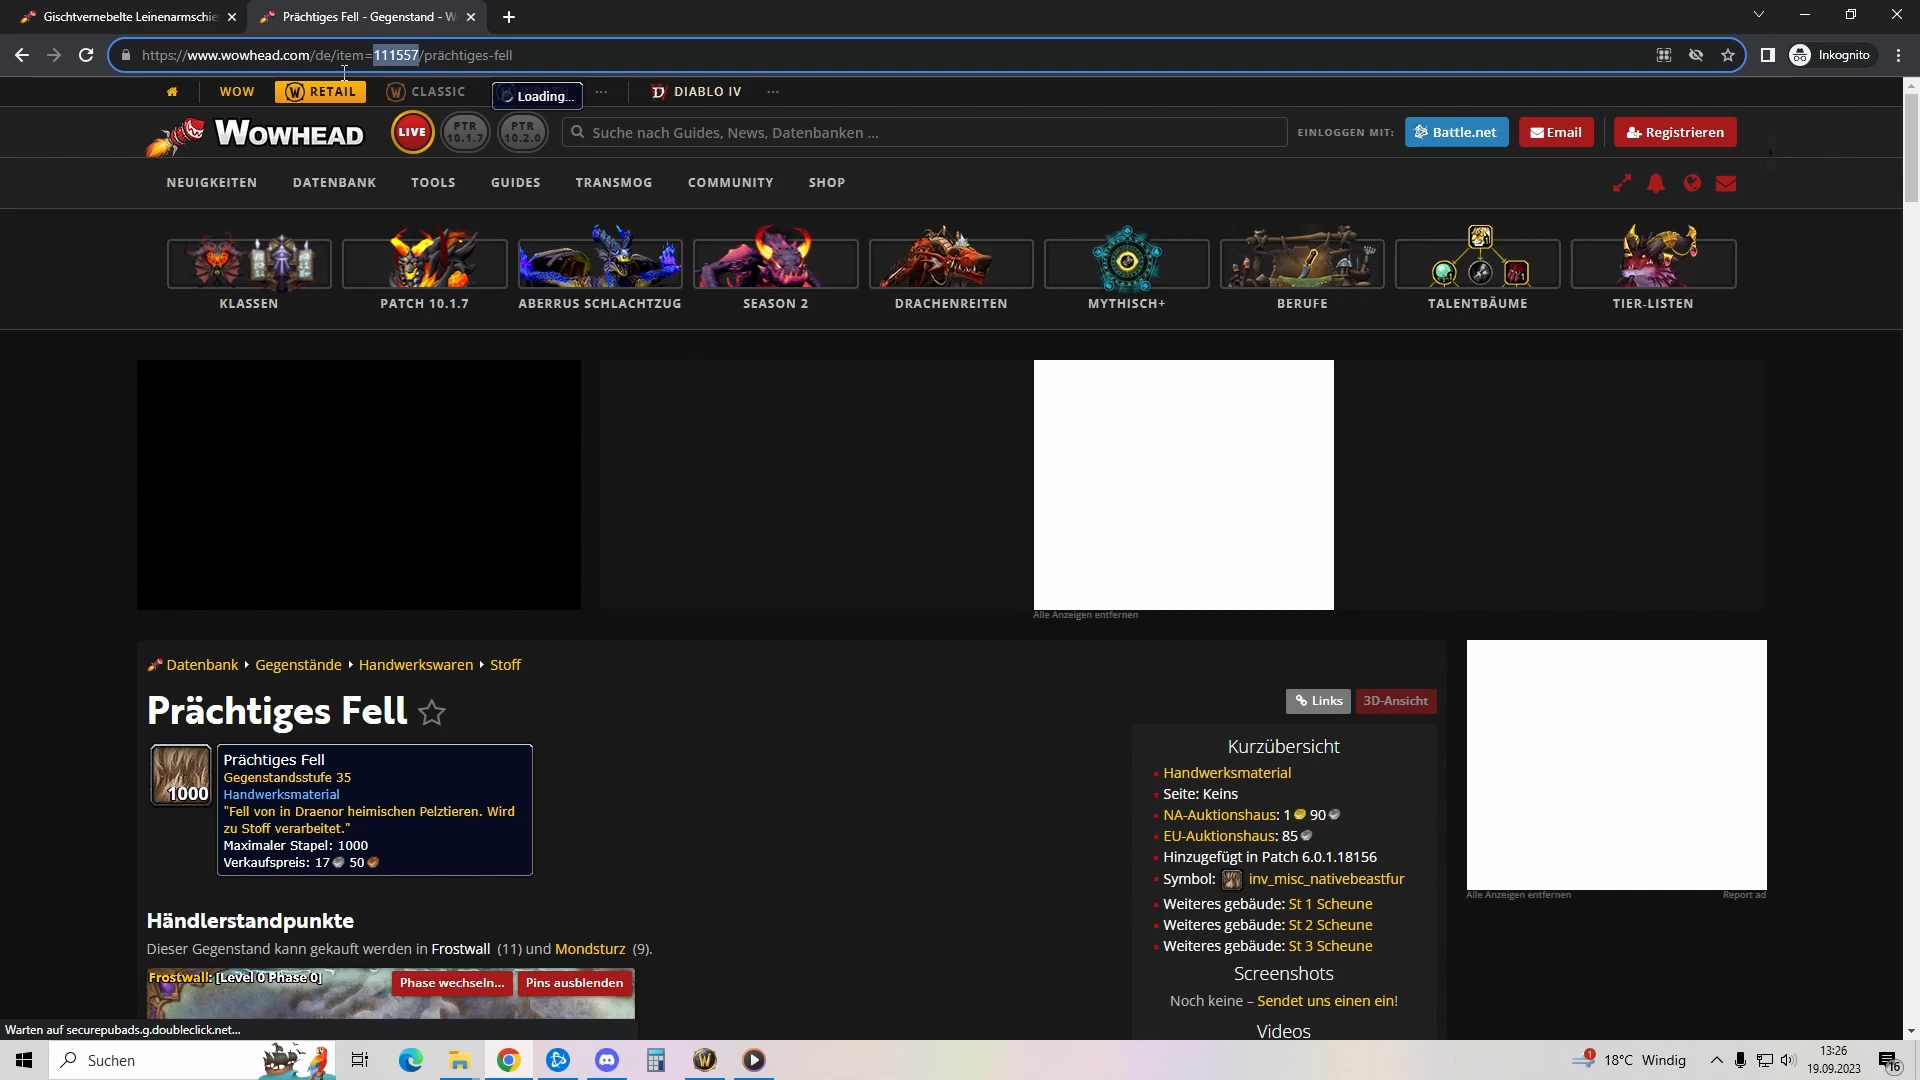 Gischtvernebelte Leinenarmschie
Prächtiges Fell - Gegenstand - W
https://www.wowhead.com/de/item=111557/prächtiges-fell
Inkognito
WOW
RETAIL
CLASSIC
Loading...
...
DIABLO IV
...
WOWHEAD
LIVE
PTR
10.1.7
PTR
10.2.0
Suche nach Guides, News, Datenbanken ...
EINLOGGEN MIT:
Battle.net
Email
Registrieren
NEUIGKEITEN
DATENBANK
TOOLS
GUIDES
TRANSMOG
COMMUNITY
SHOP
KLASSEN
PATCH 10.1.7
ABERRUS SCHLACHTZUG
SEASON 2
DRACHENREITEN
MYTHISCH+
BERUFE
TALENTBÄUME
TIER-LISTEN
Alle Anzeigen entfernen
Datenbank
Gegenstände
Handwerkswaren
Stoff
Prächtiges Fell
Links
3D-Ansicht
1000
Prächtiges Fell
Gegenstandsstufe 35
Handwerksmaterial
"Fell von in Draenor heimischen Pelztieren. Wird
zu Stoff verarbeitet."
Maximaler Stapel: 1000
Verkaufspreis: 17 50
Händlerstandpunkte
Dieser Gegenstand kann gekauft werden in Frostwall (11) und Mondsturz (9).
Frostwall: [Level 0 Phase 0]
Phase wechseln...
Pins ausblenden
Kurzübersicht
Handwerksmaterial
Seite: Keins
NA-Auktionshaus: 1 90
EU-Auktionshaus: 85
Hinzugefügt in Patch 6.0.1.18156
Symbol: inv_misc_nativebeastfur
Weiteres gebäude: St 1 Scheune
Weiteres gebäude: St 2 Scheune
Weiteres gebäude: St 3 Scheune
Screenshots
Noch keine – Sendet uns einen ein!
Videos
Alle Anzeigen entfernen
Report ad
Warten auf securepubads.g.doubleclick.net...
Suchen
1
18°C Windig
13:26
19.09.2023
16